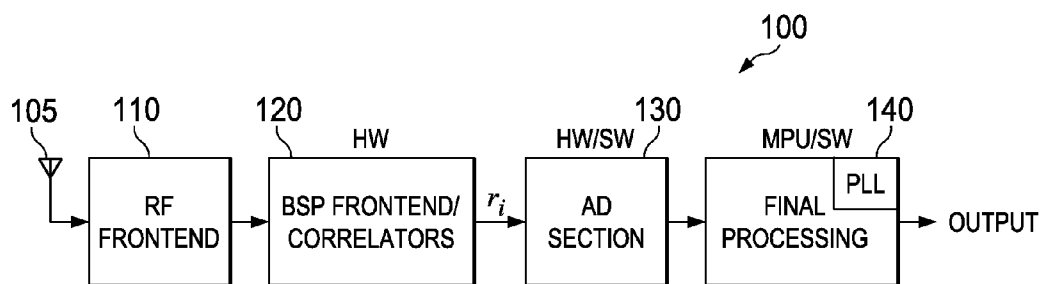 100
105
110
120
HW
HW/SW
130
MPU/SW
140
RF
FRONTEND
BSP FRONTEND/
CORRELATORS
r_i
AD
SECTION
PLL
FINAL
PROCESSING
OUTPUT